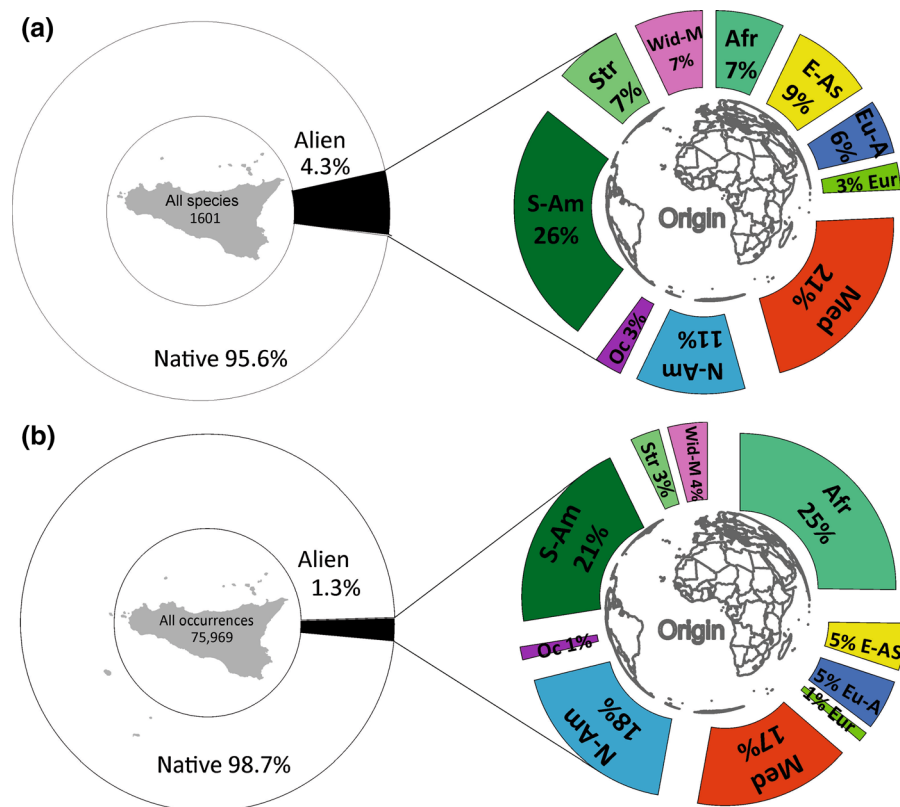 (a)
Alien
4.3%
All species
1601
Native 95.6%
Str
7%
Wid-M
7%
Afr
7%
E-As
9%
Eu-A
6%
3% Eur
Med
21%
N-Am
11%
Oc 3%
S-Am
26%
Origin
(b)
Alien
1.3%
All occurrences
75,969
Native 98.7%
Str 3%
Wid-M 4%
Afr
25%
5% E-AS
5% Eu-A
1% Eur
Med
17%
N-Am
18%
Oc 1%
S-Am
21%
Origin